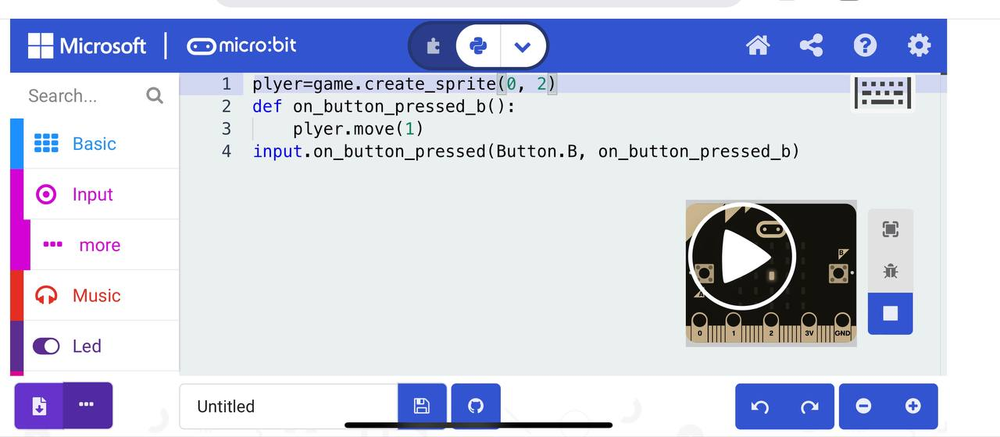 Microsoft | micro:bit
Search...
Basic
Input
more
Music
Led
1 plyer=game.create_sprite(0, 2)
2 def on_button_pressed_b():
3     plyer.move(1)
4 input.on_button_pressed(Button.B, on_button_pressed_b)
B
A
0 1 2 3V GND
Untitled